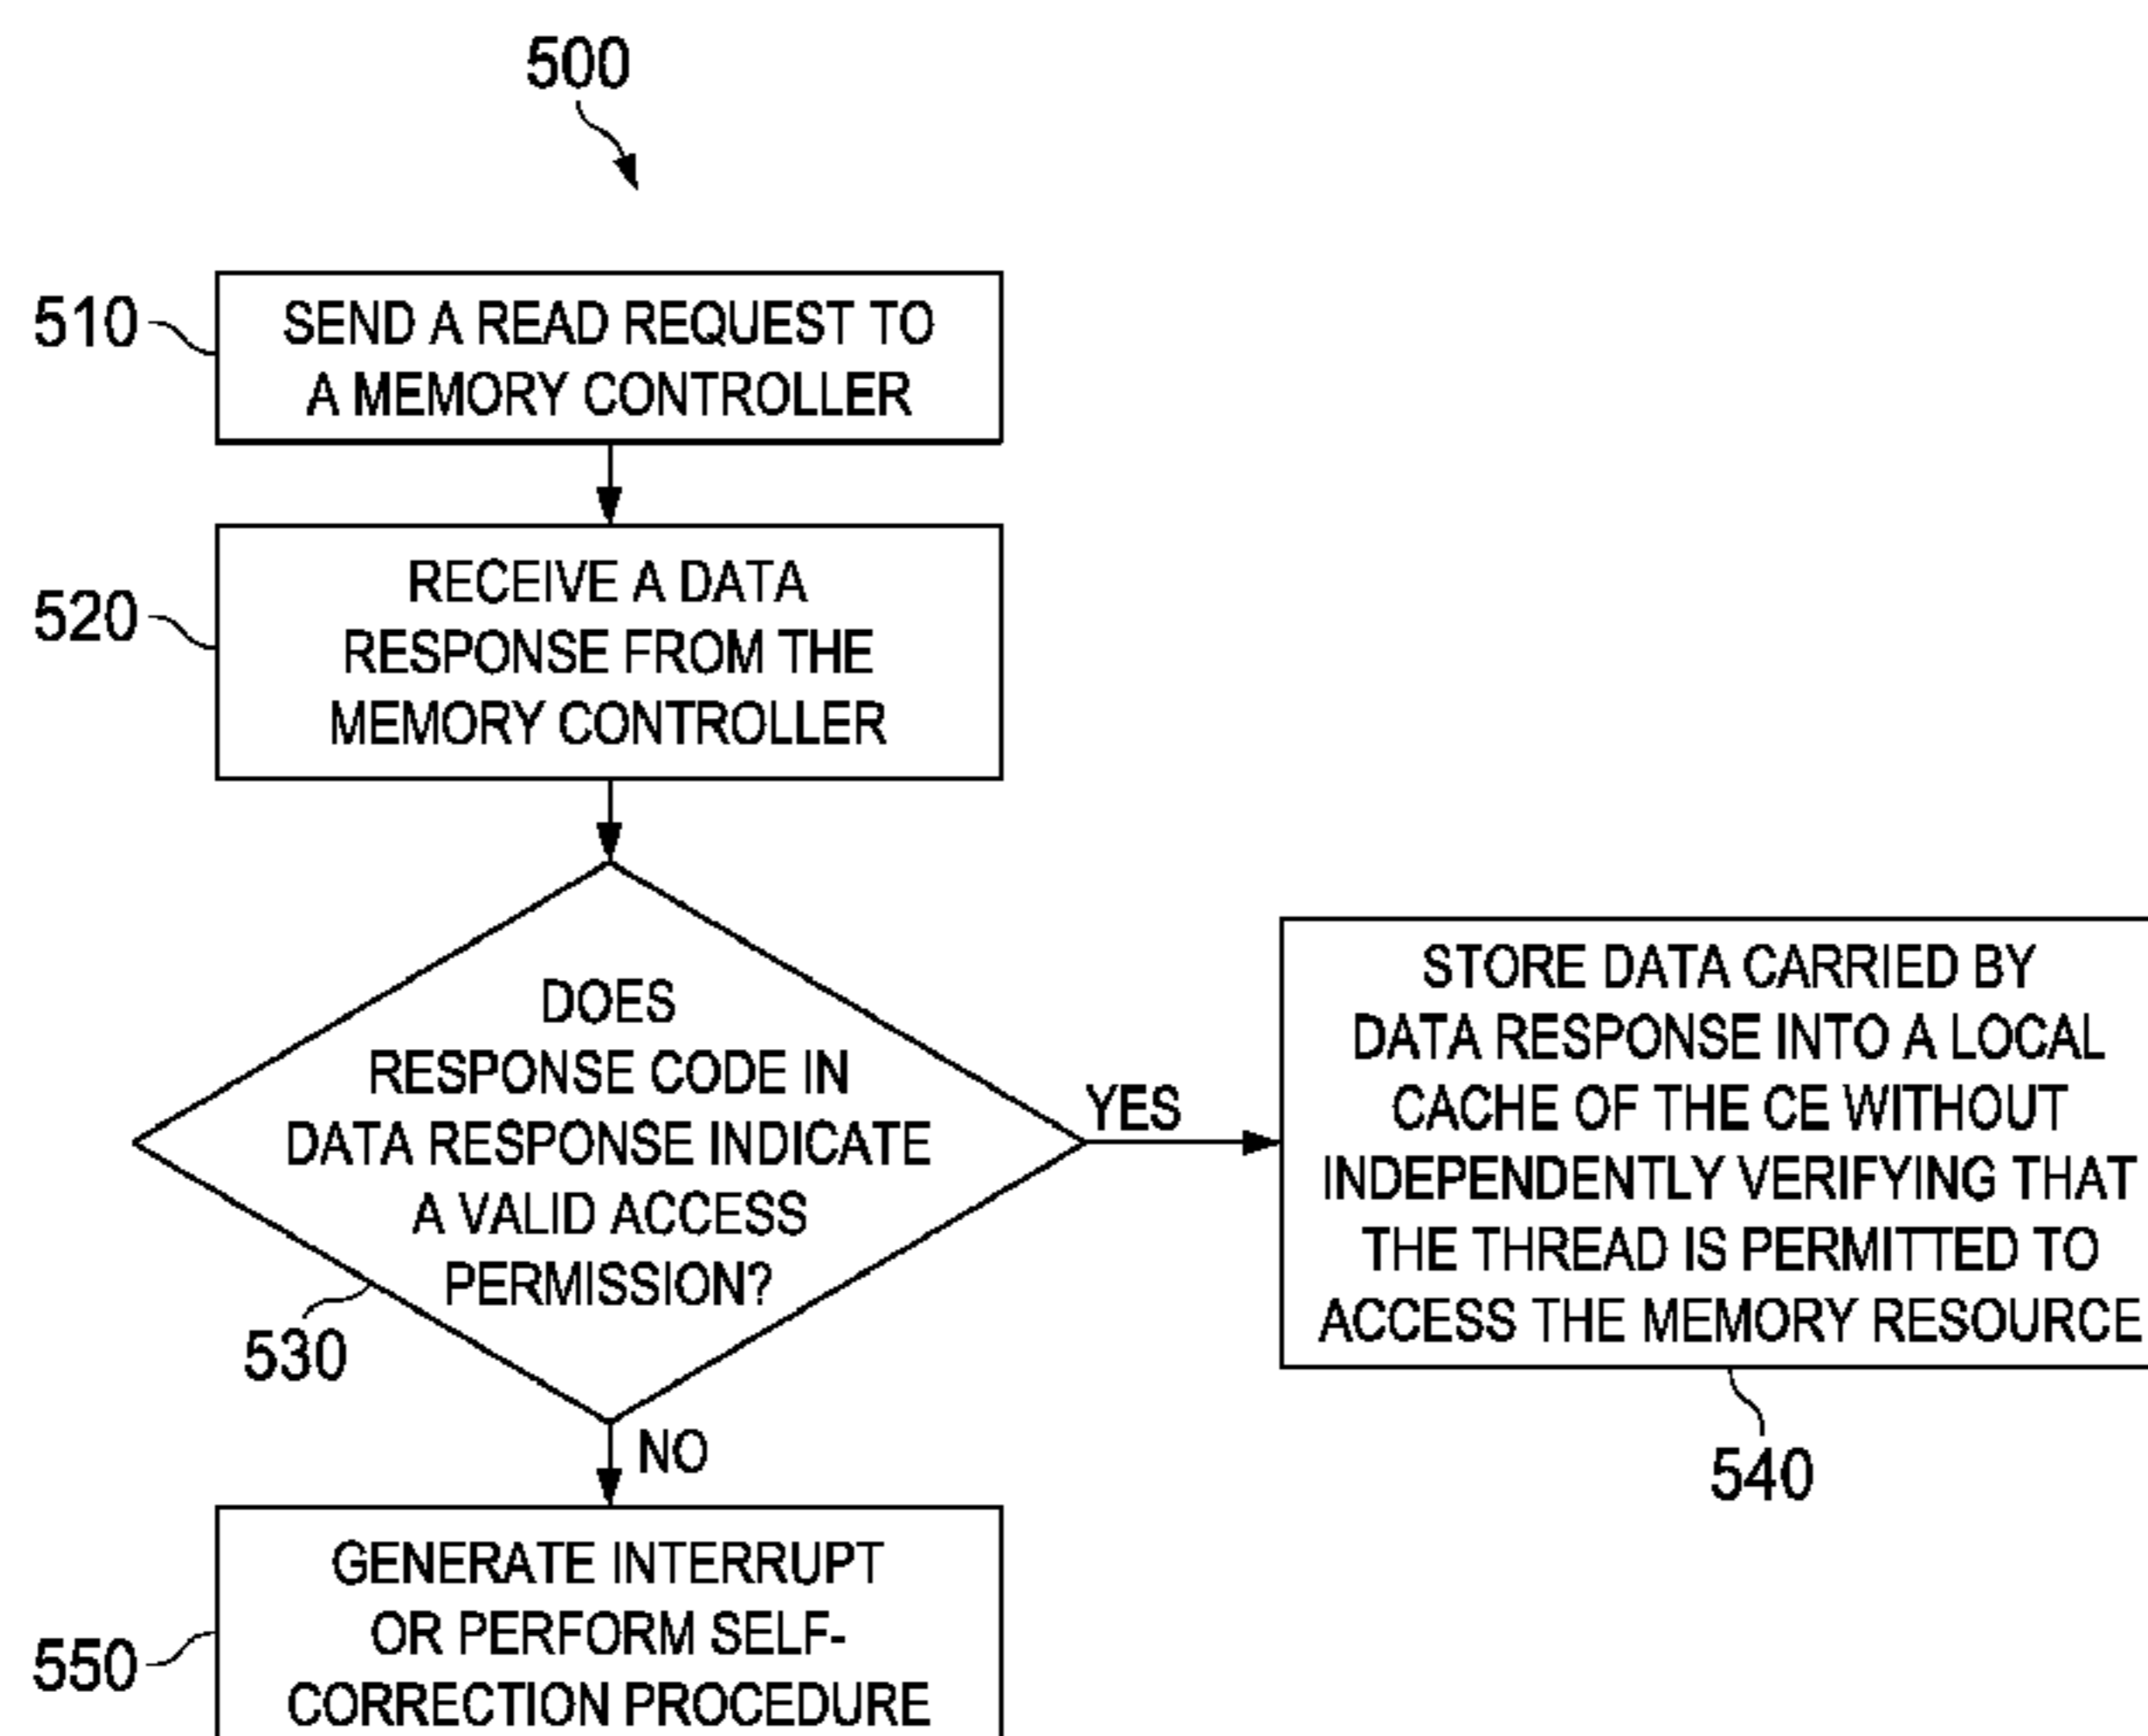 500
510
SEND A READ REQUEST TO
A MEMORY CONTROLLER
520
RECEIVE A DATA
RESPONSE FROM THE
MEMORY CONTROLLER
DOES
RESPONSE CODE IN
DATA RESPONSE INDICATE
A VALID ACCESS
PERMISSION?
530
YES
STORE DATA CARRIED BY
DATA RESPONSE INTO A LOCAL
CACHE OF THE CE WITHOUT
INDEPENDENTLY VERIFYING THAT
THE THREAD IS PERMITTED TO
ACCESS THE MEMORY RESOURCE
540
NO
550
GENERATE INTERRUPT
OR PERFORM SELF-
CORRECTION PROCEDURE